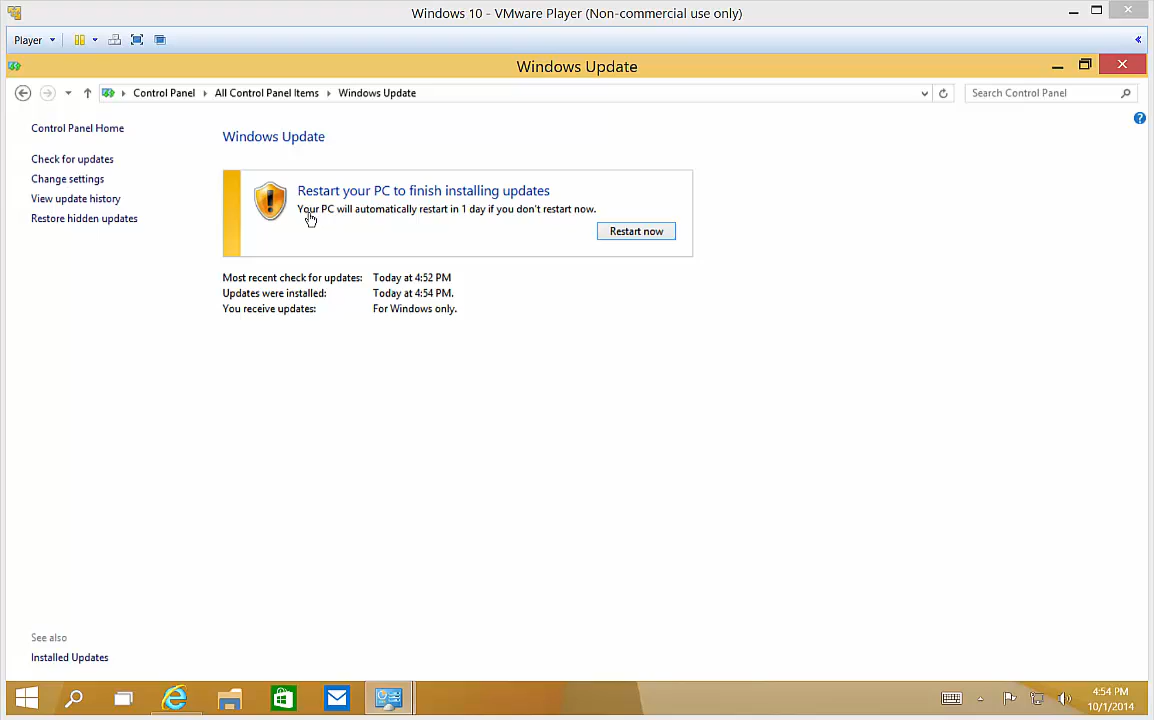 Windows 10 - VMware Player (Non-commercial use only)
Player
Windows Update
Control Panel
All Control Panel Items
Windows Update
Search Control Panel
Control Panel Home
Check for updates
Change settings
View update history
Restore hidden updates
Windows Update
Restart your PC to finish installing updates
Your PC will automatically restart in 1 day if you don't restart now.
Restart now
Most recent check for updates: Today at 4:52 PM
Updates were installed: Today at 4:54 PM.
You receive updates: For Windows only.
See also
Installed Updates
4:54 PM
10/1/2014